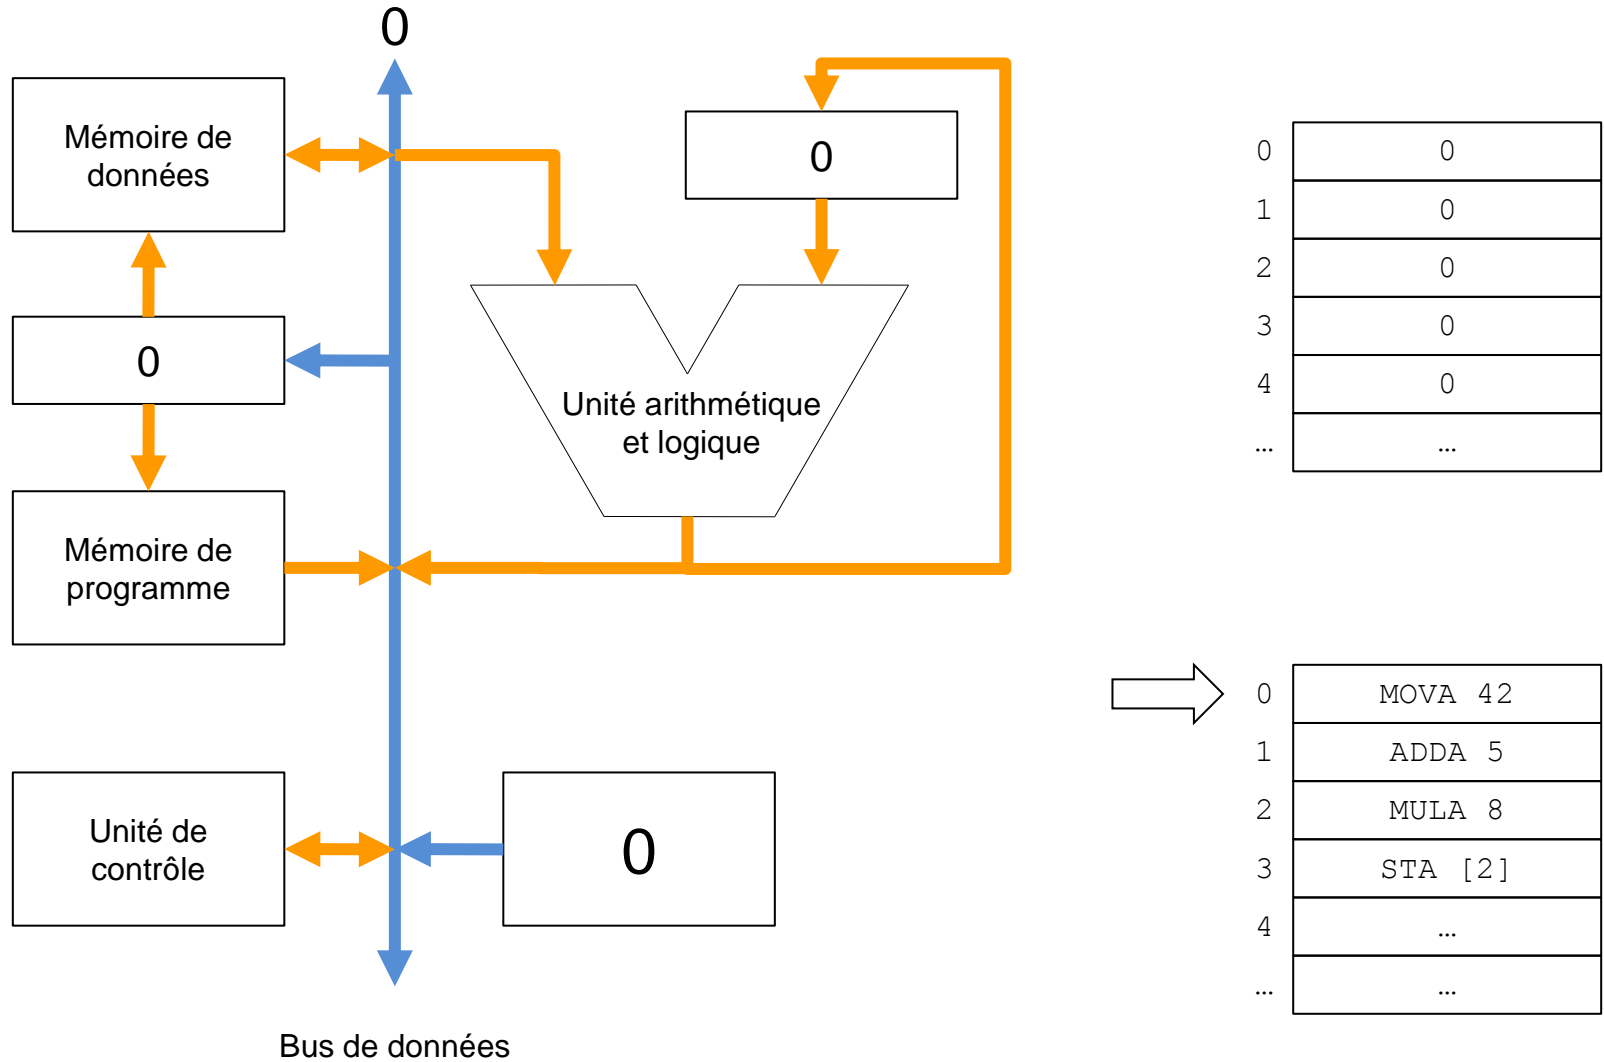 0
Mémoire de
données
0
0
Unité arithmétique
et logique
Mémoire de
programme
Unité de
contrôle
0
Bus de données
0 0
1 0
2 0
3 0
4 0
… …
0 MOVA 42
1 ADDA 5
2 MULA 8
3 STA [2]
4 …
… …